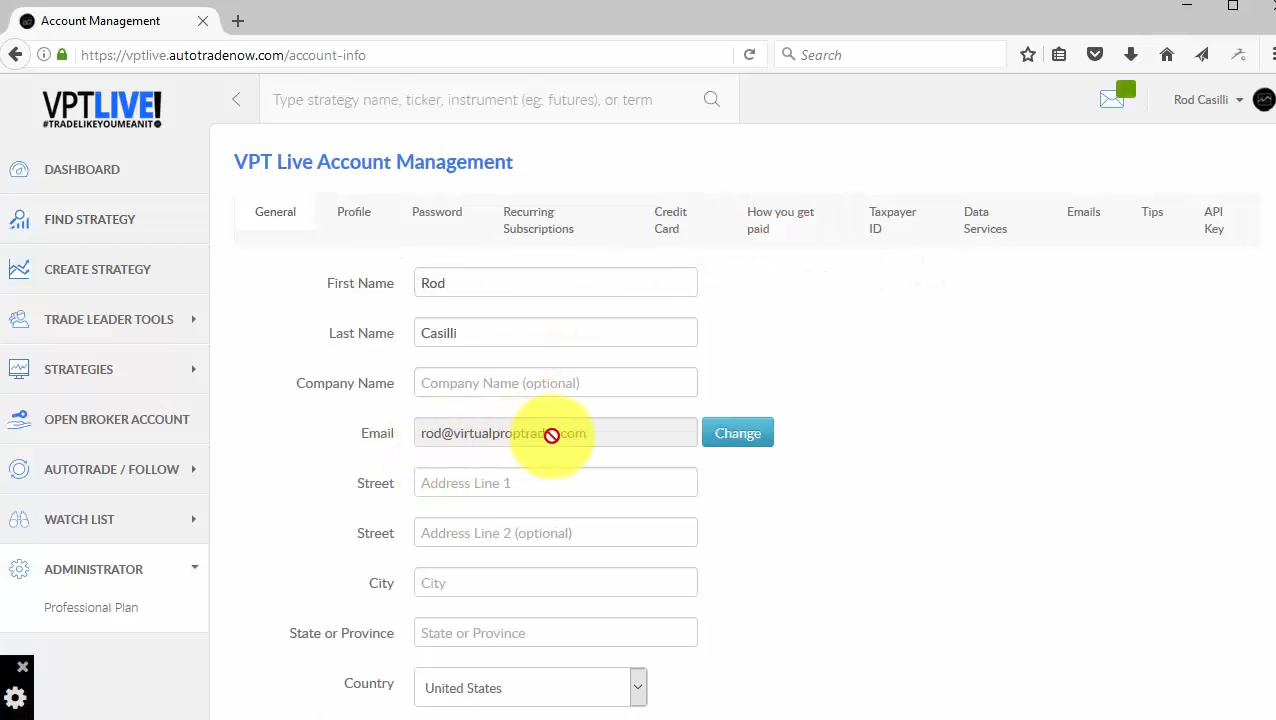 Account Management
https://vptlive.autotradenow.com/account-info
Search
VPTLIVE!
#TRADELIKEYOUMEANIT
Type strategy name, ticker, instrument (eg. futures), or term
Rod Casilli
DASHBOARD
FIND STRATEGY
CREATE STRATEGY
TRADE LEADER TOOLS
STRATEGIES
OPEN BROKER ACCOUNT
AUTOTRADE / FOLLOW
WATCH LIST
ADMINISTRATOR
Professional Plan
VPT Live Account Management
General
Profile
Password
Recurring
Subscriptions
Credit
Card
How you get
paid
Taxpayer
ID
Data
Services
Emails
Tips
API
Key
First Name Rod
Last Name Casilli
Company Name Company Name (optional)
Email rod@virtualproptrade.com Change
Street Address Line 1
Street Address Line 2 (optional)
City City
State or Province State or Province
Country United States